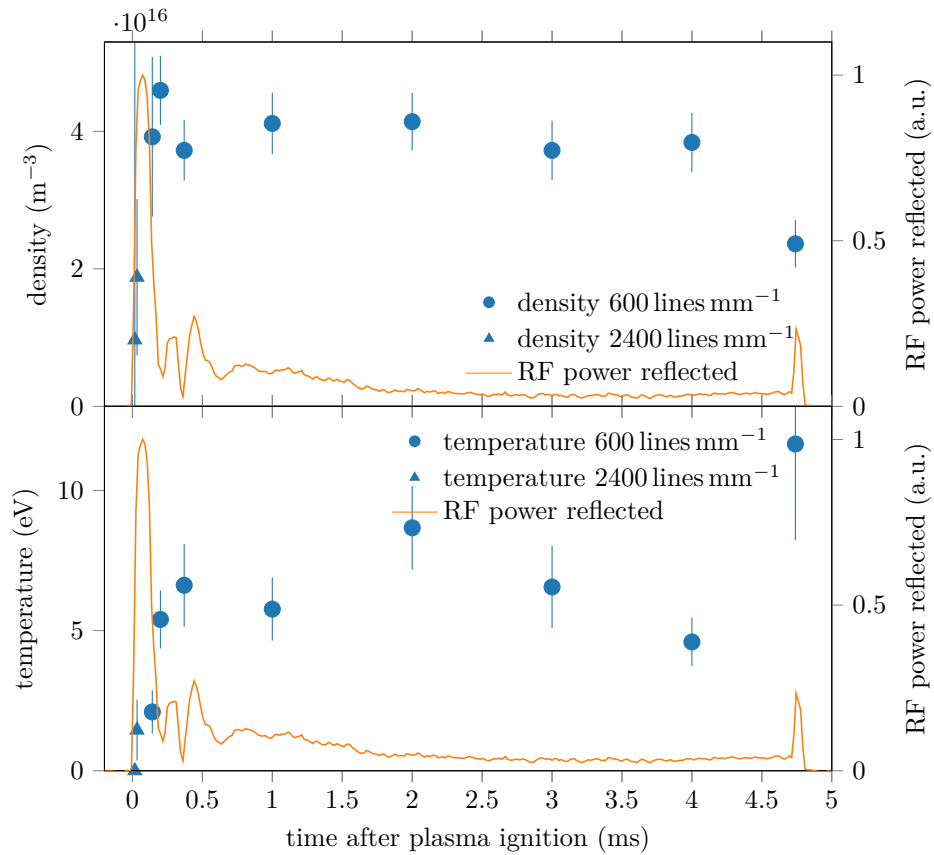 ·10¹⁶
4
2
0
density (m⁻³)
1
0.5
0
RF power reflected (a.u.)
density 600 lines mm⁻¹
density 2400 lines mm⁻¹
RF power reflected
10
5
0
temperature (eV)
1
0.5
0
RF power reflected (a.u.)
temperature 600 lines mm⁻¹
temperature 2400 lines mm⁻¹
RF power reflected
0 0.5 1 1.5 2 2.5 3 3.5 4 4.5 5
time after plasma ignition (ms)